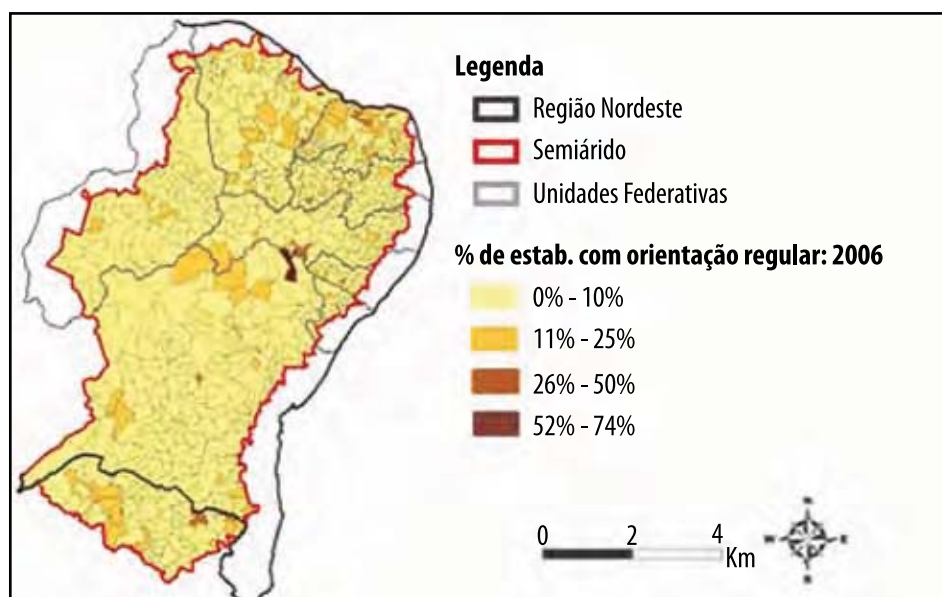 Legenda
Região Nordeste
Semiárido
Unidades Federativas
% de estab. com orientação regular: 2006
0% - 10%
11% - 25%
26% - 50%
52% - 74%
0 2 4
Km
N
W E
S